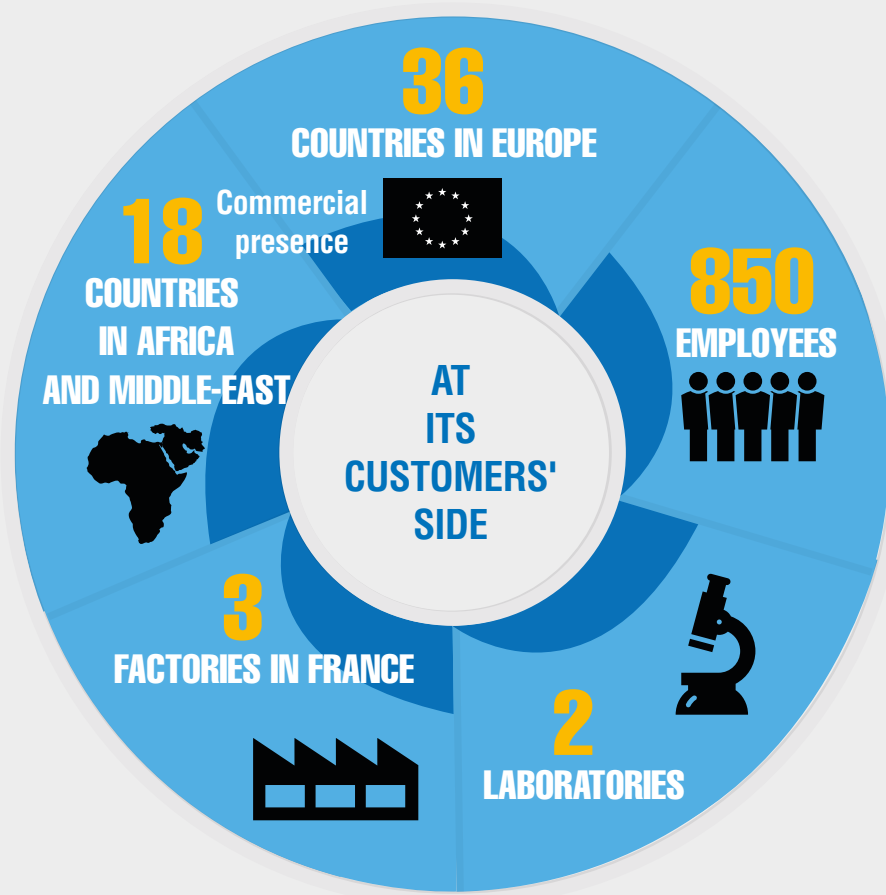 36
COUNTRIES IN EUROPE
Commercial
presence
18
COUNTRIES
IN AFRICA
AND MIDDLE-EAST
850
EMPLOYEES
AT
ITS
CUSTOMERS'
SIDE
3
FACTORIES IN FRANCE
2
LABORATORIES